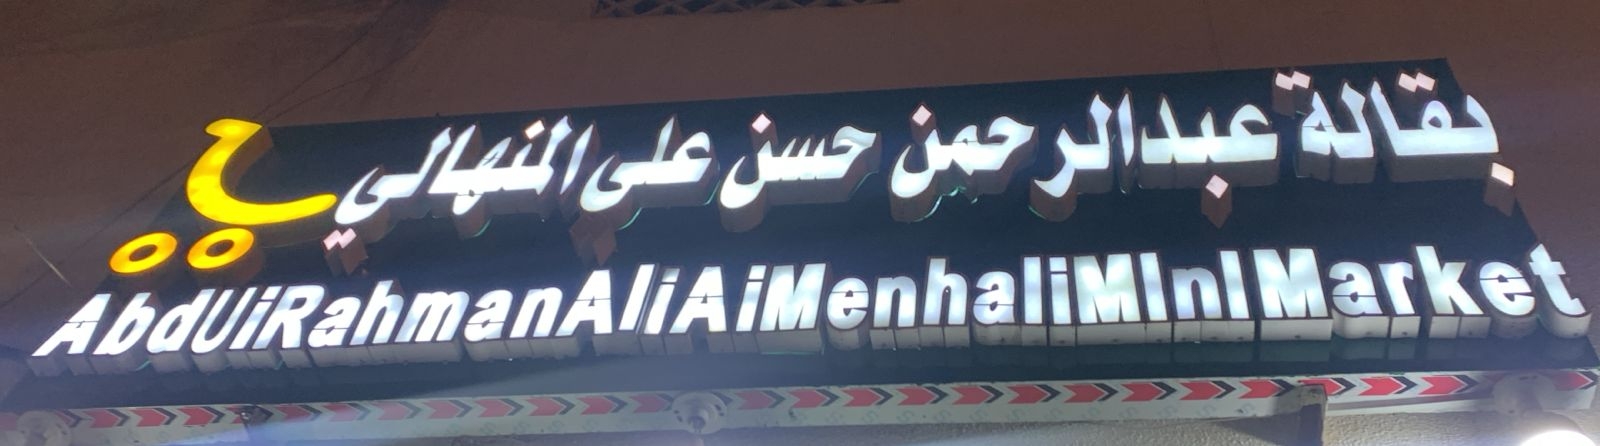 بقالة عبدالرحمن حسن على المنهالي
AbdUiRahmanAliAiMenhaliMInIMarket